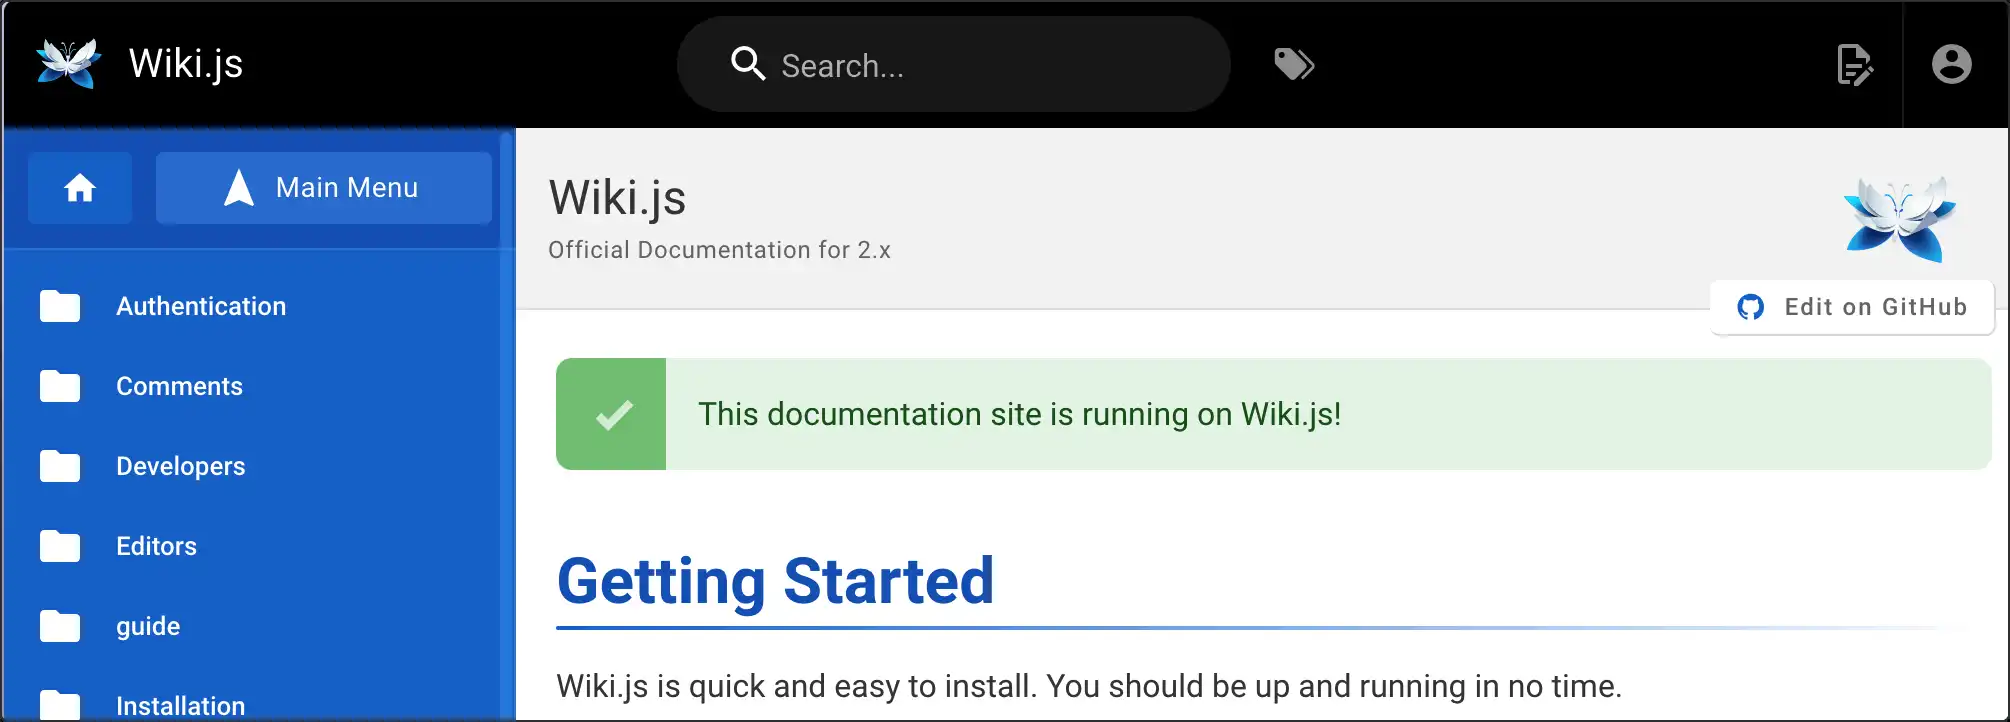 Wiki.js
Search...
Main Menu
Authentication
Comments
Developers
Editors
guide
Installation
Wiki.js
Official Documentation for 2.x
Edit on GitHub
This documentation site is running on Wiki.js!
Getting Started
Wiki.js is quick and easy to install. You should be up and running in no time.